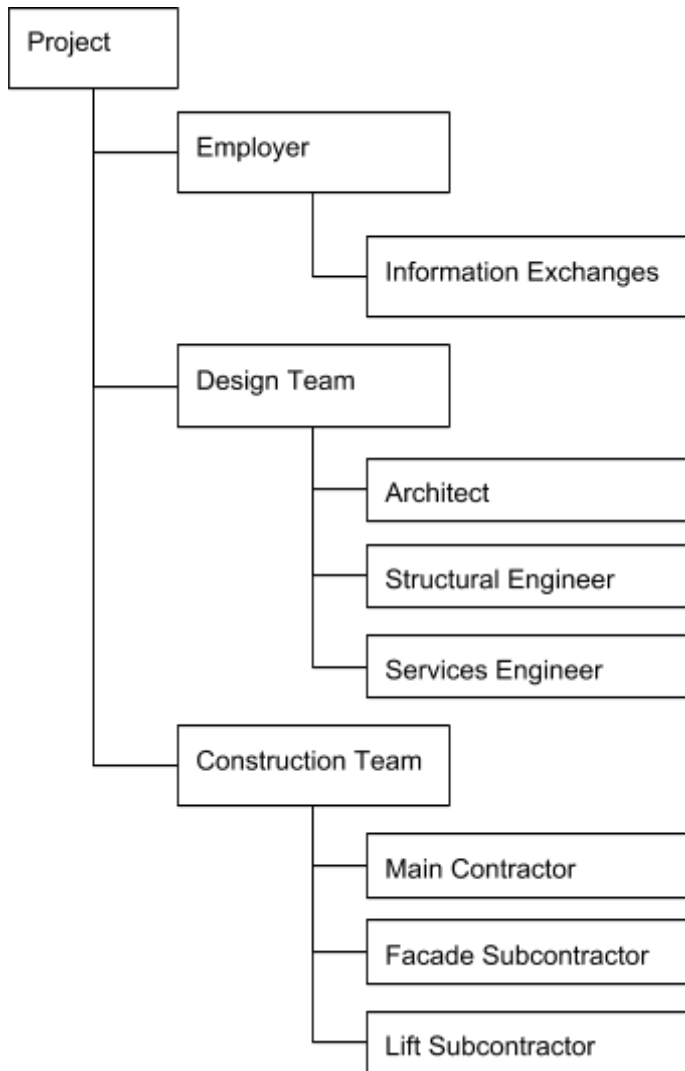 Project
Employer
Information Exchanges
Design Team
Architect
Structural Engineer
Services Engineer
Construction Team
Main Contractor
Facade Subcontractor
Lift Subcontractor